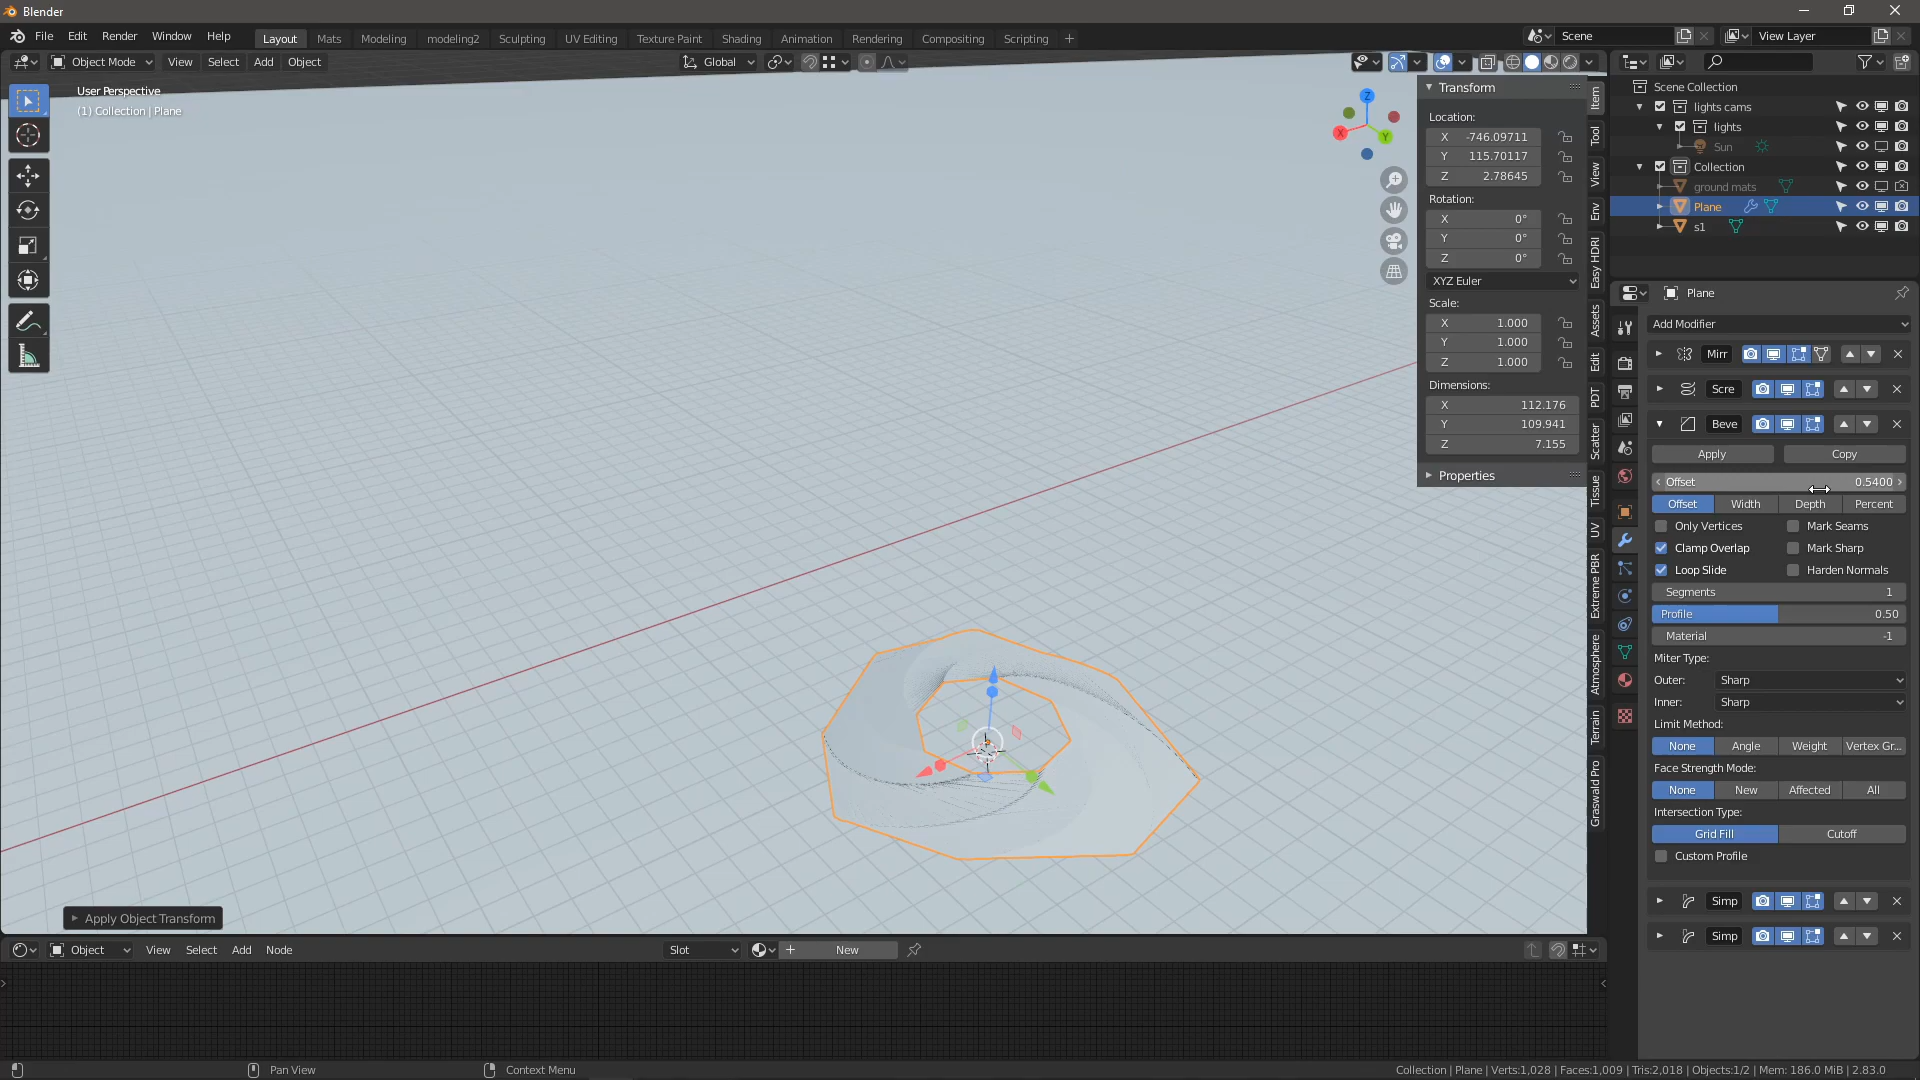 Blender
File Edit Render Window Help Layout Mats Modeling modeling2 Sculpting UV Editing Texture Paint Shading Animation Rendering Compositing Scripting + Scene View Layer
Object Mode View Select Add Object Global
User Perspective
(1) Collection | Plane
Transform
Location:
X -746.09711
Y 115.70117
Z 2.78645
Rotation:
X 0°
Y 0°
Z 0°
XYZ Euler
Scale:
X 1.000
Y 1.000
Z 1.000
Dimensions:
X 112.176
Y 109.941
Z 7.155
Properties
Z
X
Y
Item
Tool
View
Env
Easy HDRI
Assets
Edit
PDT
Scatter
Tissue
UV
Extreme PBR
Atmosphere
Terrain
Graswald Pro
Scene Collection
lights cams
lights
Sun
Collection
ground mats
Plane
s1
Plane
Add Modifier
Mirr
Scre
Beve
Apply Copy
Offset 0.5400
Offset Width Depth Percent
Only Vertices Mark Seams
Clamp Overlap Mark Sharp
Loop Slide Harden Normals
Segments 1
Profile 0.50
Material -1
Miter Type:
Outer: Sharp
Inner: Sharp
Limit Method:
None Angle Weight Vertex Gr...
Face Strength Mode:
None New Affected All
Intersection Type:
Grid Fill Cutoff
Custom Profile
Simp
Simp
Apply Object Transform
Object View Select Add Node Slot New
Pan View Context Menu Collection | Plane | Verts:1,028 | Faces:1,009 | Tris:2,018 | Objects:1/2 | Mem: 186.0 MiB | 2.83.0